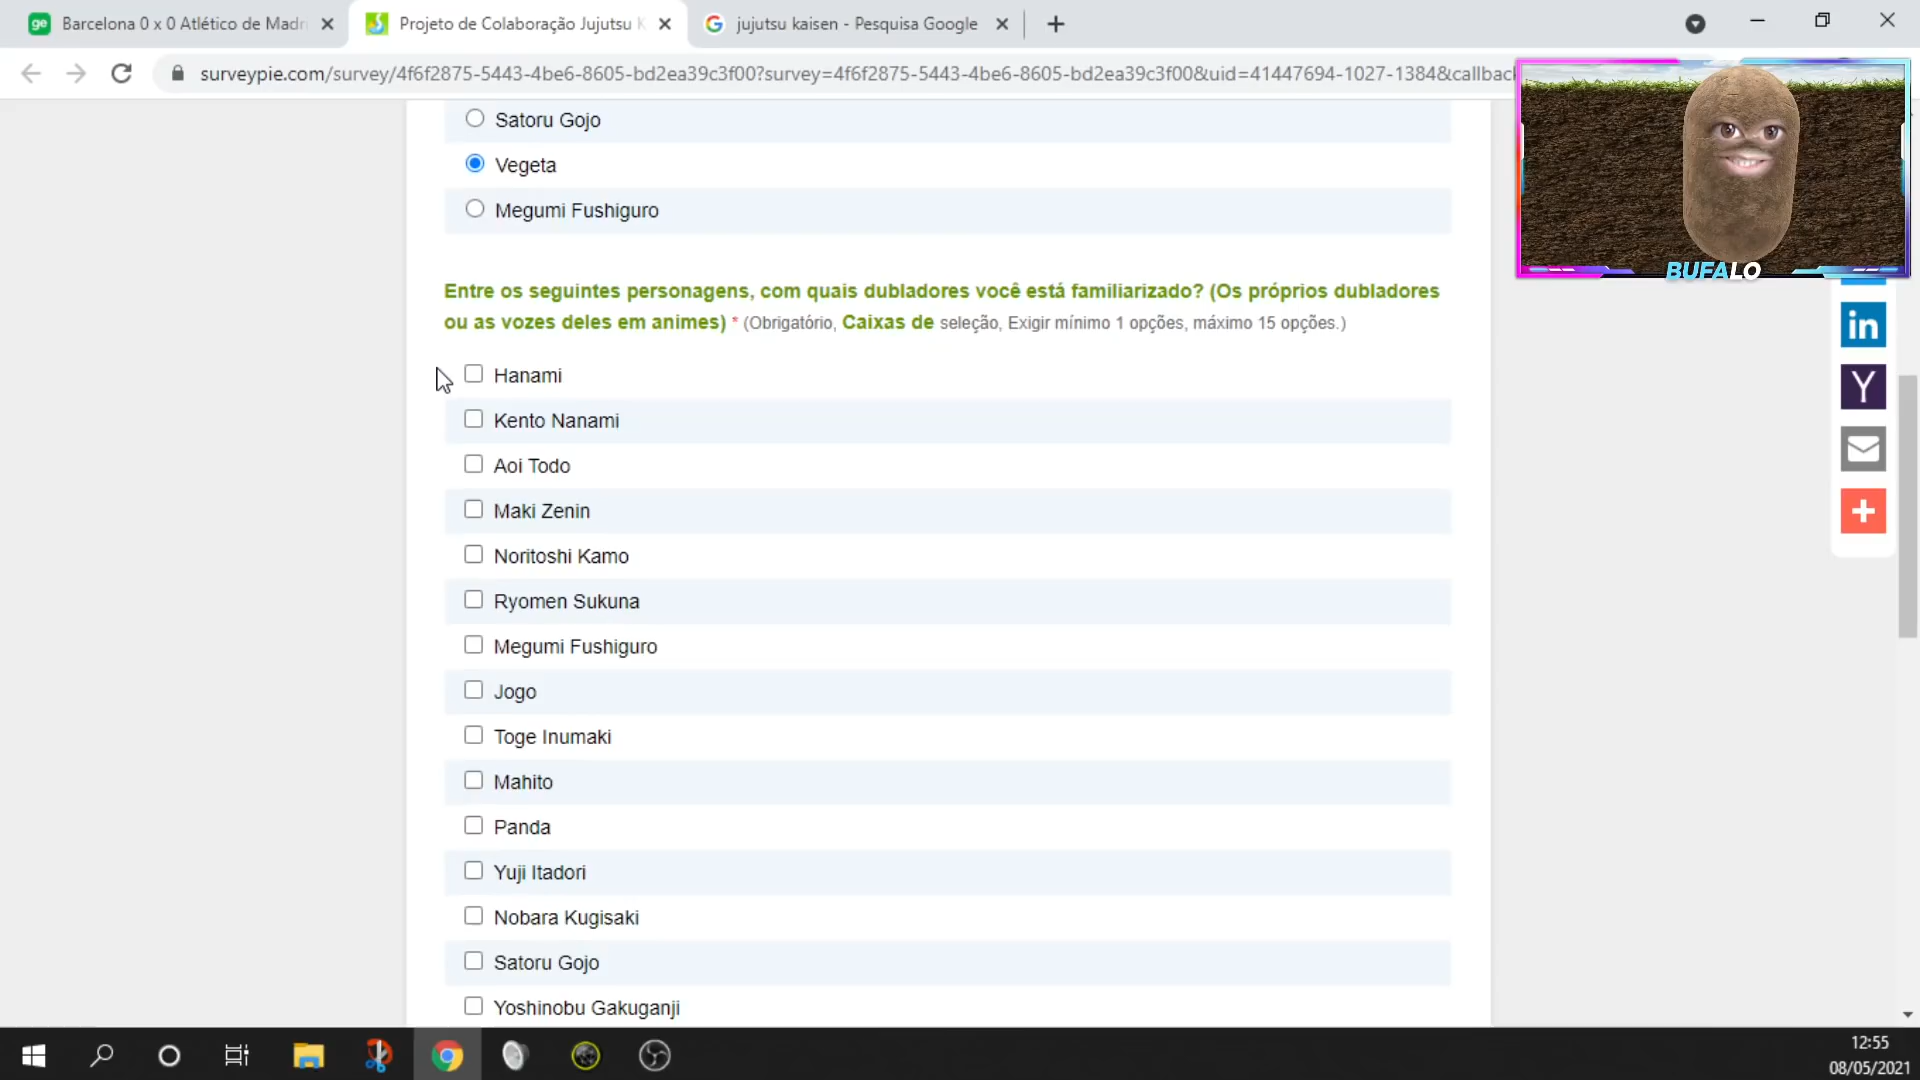 ge Barcelona 0 x 0 Atlético de Madri
Projeto de Colaboração Jujutsu K
jujutsu kaisen - Pesquisa Google
surveypie.com/survey/4f6f2875-5443-4be6-8605-bd2ea39c3f00?survey=4f6f2875-5443-4be6-8605-bd2ea39c3f00&uid=41447694-1027-1384&callbac
BUFALO
Satoru Gojo
Vegeta
Megumi Fushiguro
Entre os seguintes personagens, com quais dubladores você está familiarizado? (Os próprios dubladores
ou as vozes deles em animes) * (Obrigatório, Caixas de seleção, Exigir mínimo 1 opções, máximo 15 opções.)
Hanami
Kento Nanami
Aoi Todo
Maki Zenin
Noritoshi Kamo
Ryomen Sukuna
Megumi Fushiguro
Jogo
Toge Inumaki
Mahito
Panda
Yuji Itadori
Nobara Kugisaki
Satoru Gojo
Yoshinobu Gakuganji
in
Y
12:55
08/05/2021